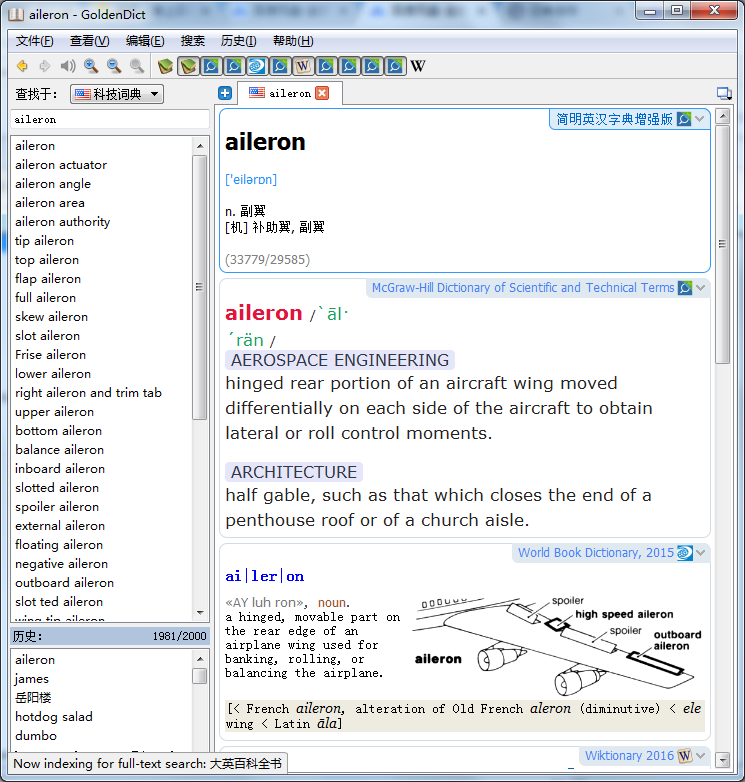 aileron - GoldenDict
文件(F) 查看(V) 编辑(E) 搜索 历史(I) 帮助(H)
W W
查找于: 科技词典
aileron
aileron
aileron actuator
aileron angle
aileron area
aileron authority
tip aileron
top aileron
flap aileron
full aileron
skew aileron
slot aileron
Frise aileron
lower aileron
right aileron and trim tab
upper aileron
bottom aileron
balance aileron
inboard aileron
slotted aileron
spoiler aileron
external aileron
floating aileron
negative aileron
outboard aileron
slot ted aileron
wing tip aileron
历史: 1981/2000
aileron
james
岳阳楼
hotdog salad
dumbo
Now indexing for full-text search: 大英百科全书
aileron
简明英汉字典增强版
aileron
['eilərɒn]
n. 副翼
[机] 补助翼, 副翼
(33779/29585)
McGraw-Hill Dictionary of Scientific and Technical Terms
aileron /ˋāl·
ˊrän /
AEROSPACE ENGINEERING
hinged rear portion of an aircraft wing moved
differentially on each side of the aircraft to obtain
lateral or roll control moments.
ARCHITECTURE
half gable, such as that which closes the end of a
penthouse roof or of a church aisle.
World Book Dictionary, 2015
ai|ler|on
«AY luh ron», noun.
a hinged, movable part on
the rear edge of an
airplane wing used for
banking, rolling, or
balancing the airplane.
spoiler
high speed aileron
spoiler
outboard
aileron
aileron
[< French aileron, alteration of Old French aleron (diminutive) < ele
wing < Latin āla]
Wiktionary 2016 W